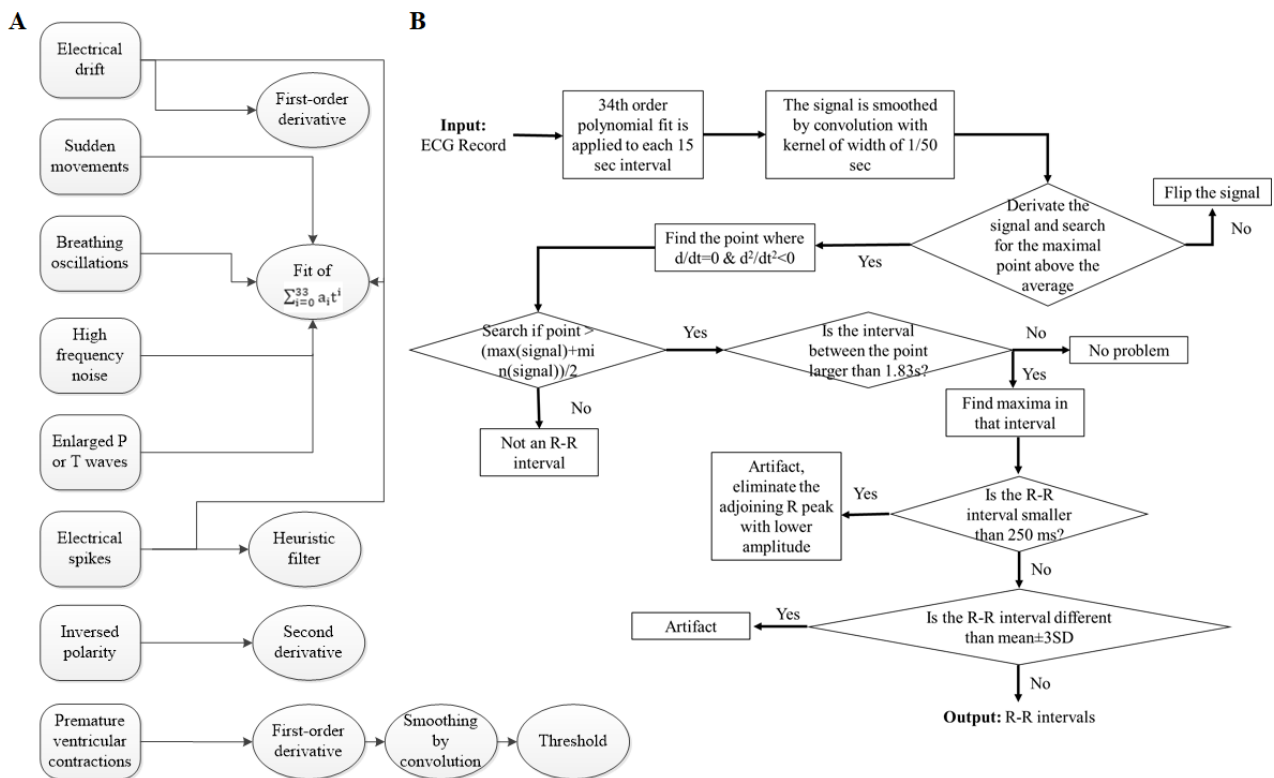 A
Electrical
drift
First-order
derivative
Sudden
movements
Breathing
oscillations
Fit of
∑³³ᵢ₌₀ aᵢtⁱ
High
frequency
noise
Enlarged P
or T waves
Electrical
spikes
Heuristic
filter
Inversed
polarity
Second
derivative
Premature
ventricular
contractions
First-order
derivative
Smoothing
by
convolution
Threshold
B
Input:
ECG Record
34th order
polynomial fit is
applied to each 15
sec interval
The signal is smoothed
by convolution with
kernel of width of 1/50
sec
Derivate the
signal and search
for the maximal
point above the
average
No
Flip the signal
Yes
Find the point where
d/dt=0 & d²/dt²<0
Search if point >
(max(signal)+mi
n(signal))/2
No
Not an R-R
interval
Yes
Is the interval
between the point
larger than 1.83s?
No
No problem
Yes
Find maxima in
that interval
Is the R-R
interval smaller
than 250 ms?
Yes
Artifact,
eliminate the
adjoining R peak
with lower
amplitude
No
Is the R-R interval different
than mean±3SD
Yes
Artifact
No
Output: R-R intervals